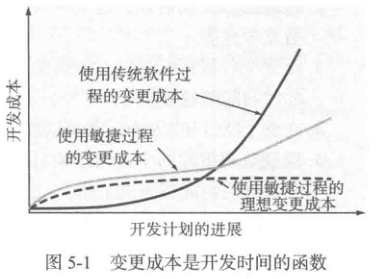 开发成本
使用传统软件过
程的变更成本
使用敏捷过程
的变更成本
使用敏捷过程的
理想变更成本
开发计划的进展
图 5-1 变更成本是开发时间的函数